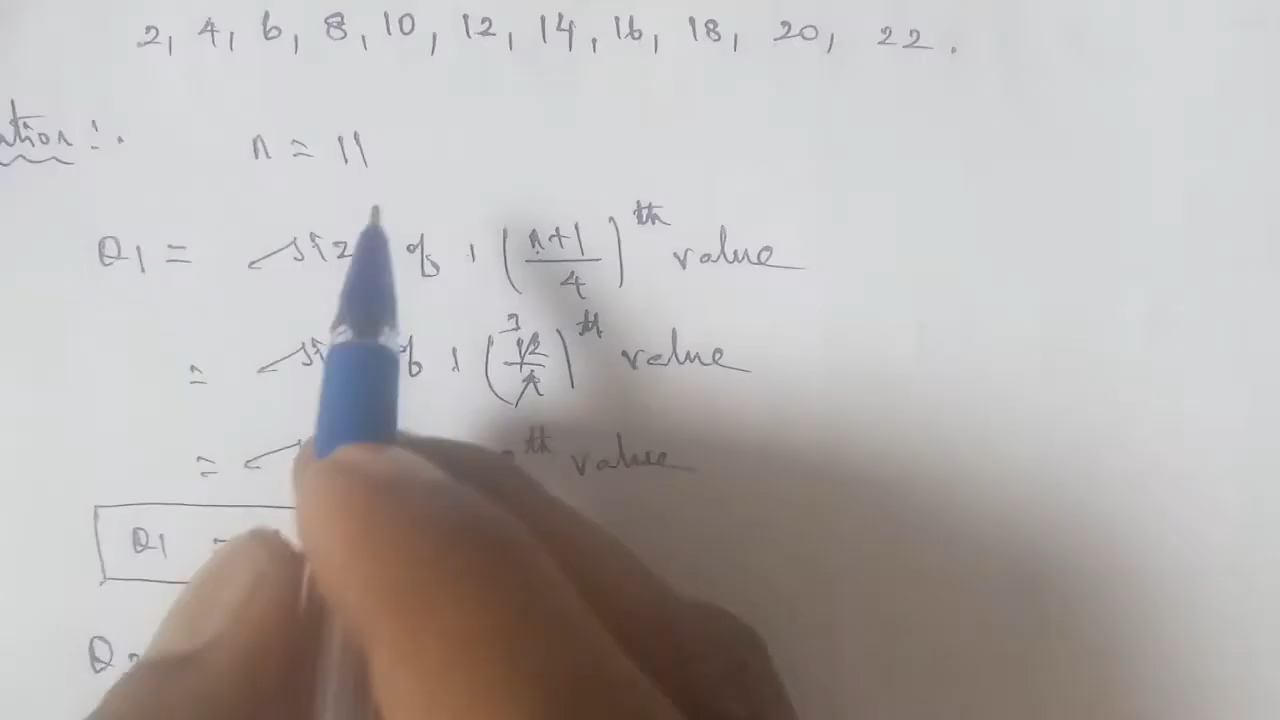 2, 4, 6, 8, 10, 12, 14, 16, 18, 20, 22.
ation :.
n = 11
Q1 = of (n+1/4)th value
= of (12/4)th value 3
= th value
Q1
Q